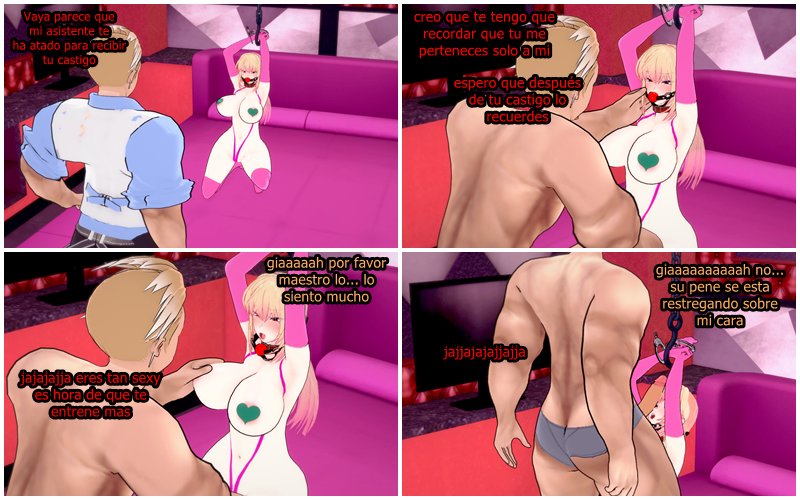 Vaya parece que
mi asistente te
ha atado para recibir
tu castigo
creo que te tengo que
recordar que tu me
perteneces solo a mi
espero que después
de tu castigo lo
recuerdes
giaaaaah por favor
maestro lo... lo
siento mucho
jajajajja eres tan sexy
es hora de que te
entrene mas
giaaaaaaaaaah no...
su pene se esta
restregando sobre
mi cara
jajjajajajjajja